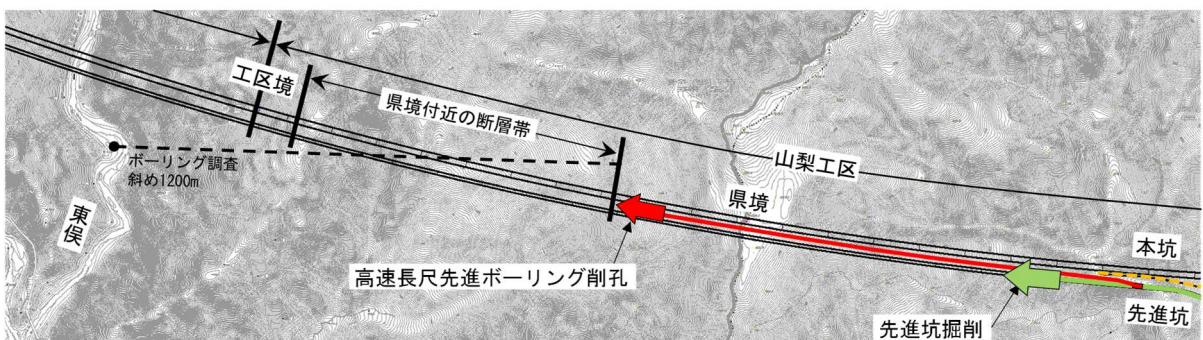 工区境
県境付近の断層帯
山梨工区
ボーリング調査
斜め1200m
東俣
県境
本坑
高速長尺先進ボーリング削孔
先進坑
先進坑掘削